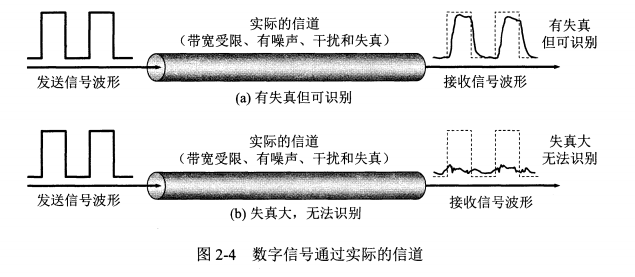 实际的信道
(带宽受限、有噪声、干扰和失真)
有失真
但可识别
发送信号波形
接收信号波形
(a) 有失真但可识别
实际的信道
(带宽受限、有噪声、干扰和失真)
失真大
无法识别
发送信号波形
接收信号波形
(b) 失真大，无法识别
图 2-4 数字信号通过实际的信道